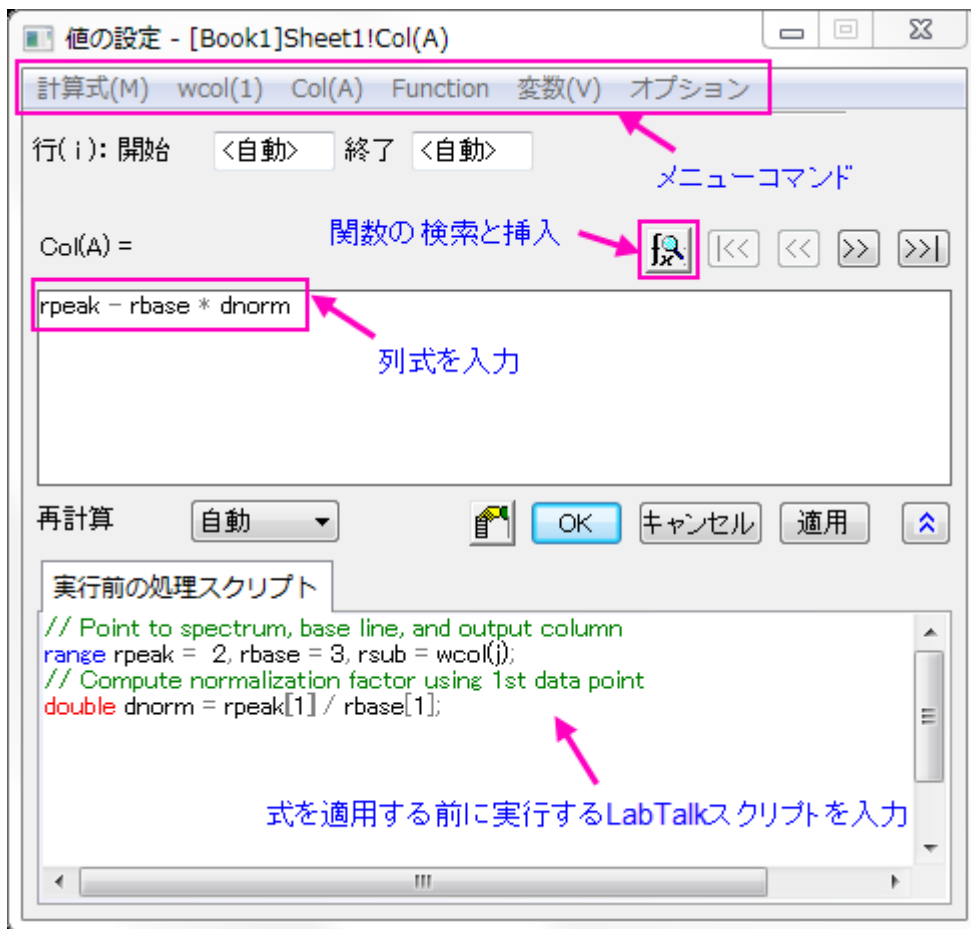 値の設定 - [Book1]Sheet1!Col(A)
計算式(M) wcol(1) Col(A) Function 変数(V) オプション
行(i): 開始 <自動> 終了 <自動>
メニューコマンド
関数の検索と挿入
Col(A) =
|<< << >> >>|
rpeak - rbase * dnorm
列式を入力
再計算 自動 OK キャンセル 適用
実行前の処理スクリプト
// Point to spectrum, base line, and output column
range rpeak = 2, rbase = 3, rsub = wcol(j);
// Compute normalization factor using 1st data point
double dnorm = rpeak[1] / rbase[1];
式を適用する前に実行するLabTalkスクリプトを入力